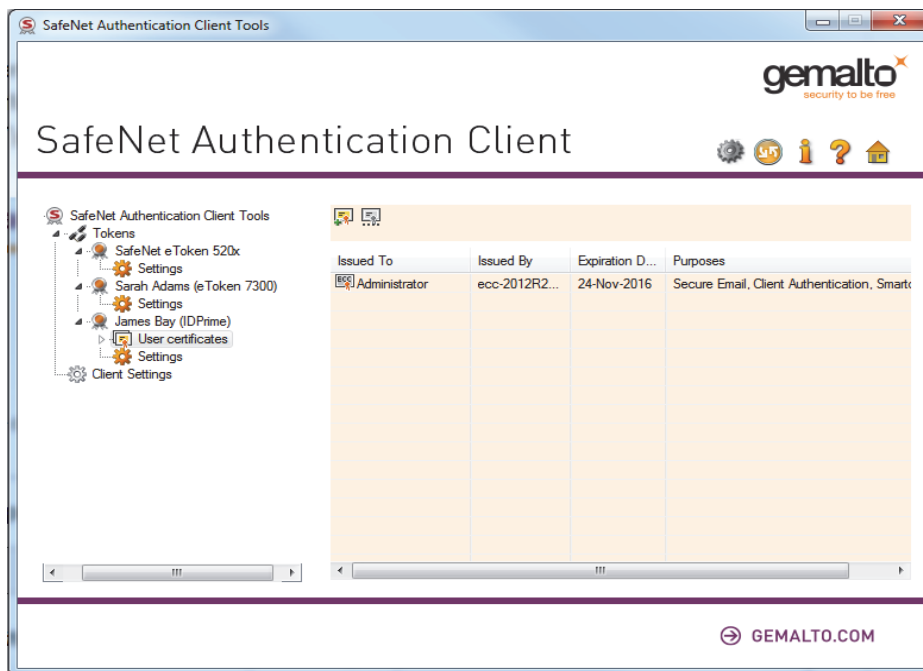 SafeNet Authentication Client Tools
gemalto
security to be free
SafeNet Authentication Client
SafeNet Authentication Client Tools
Tokens
SafeNet eToken 520x
Settings
Sarah Adams (eToken 7300)
Settings
James Bay (IDPrime)
User certificates
Settings
Client Settings
Issued To Issued By Expiration D... Purposes
ECC Administrator ecc-2012R2... 24-Nov-2016 Secure Email, Client Authentication, Smartc
GEMALTO.COM